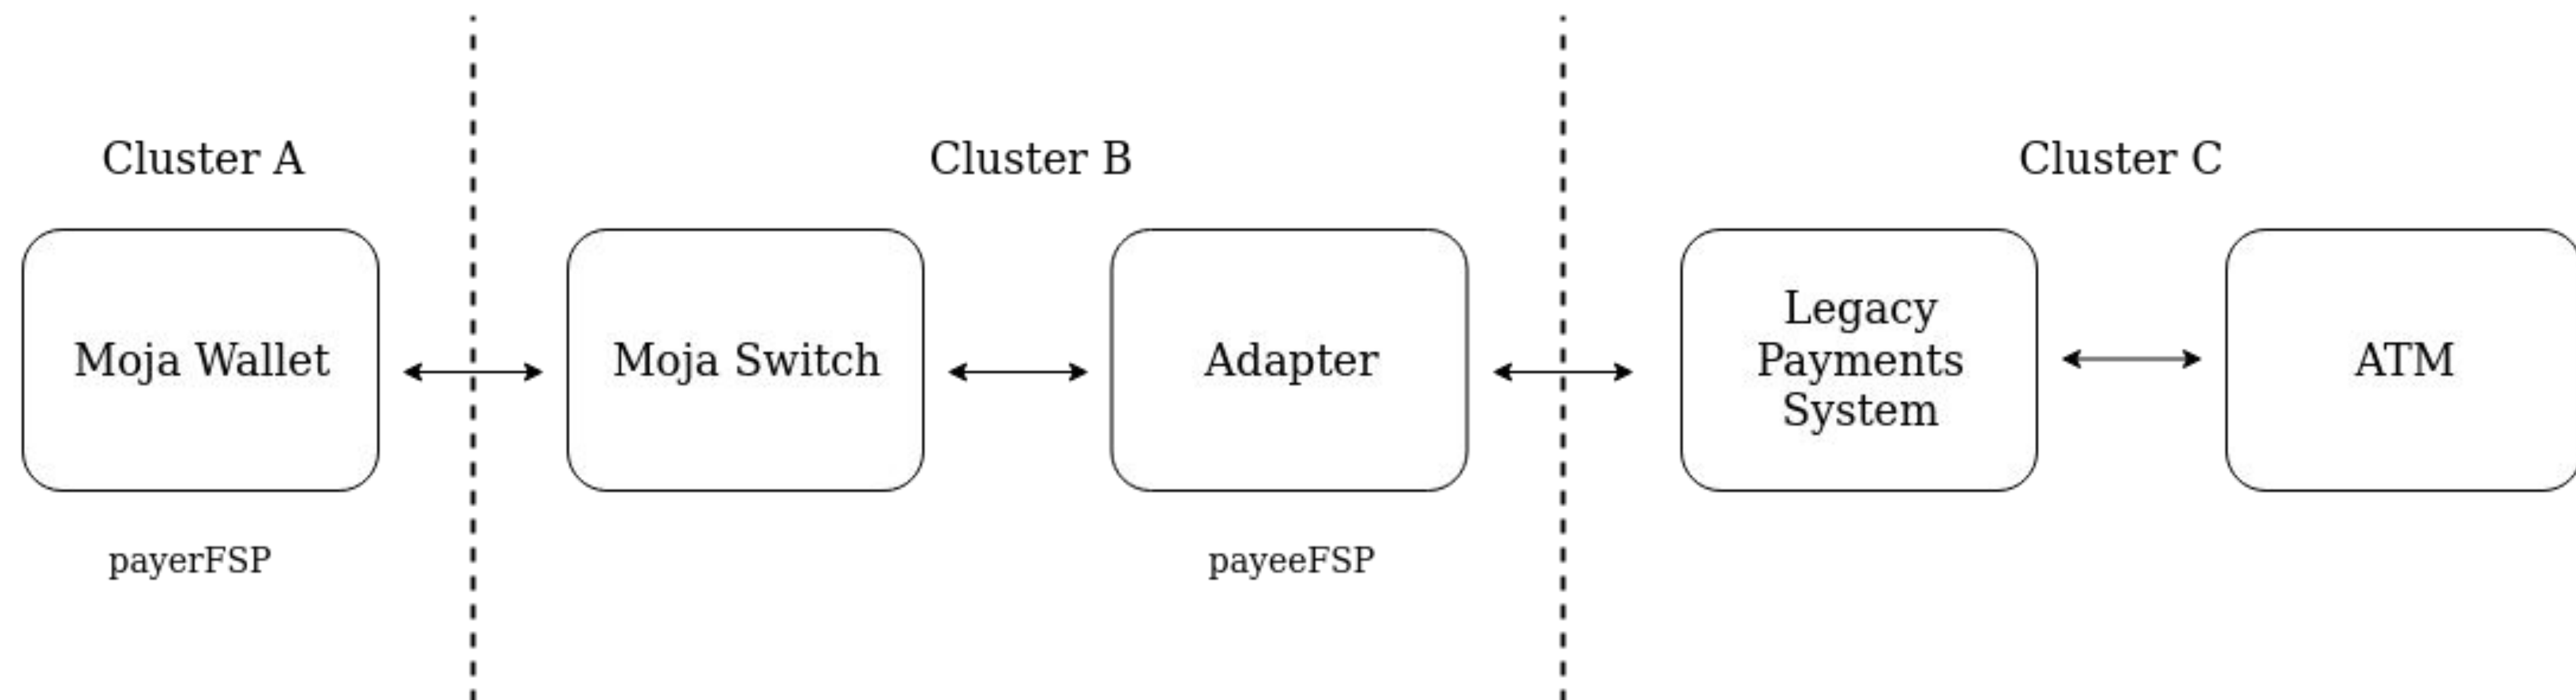 Cluster A
Cluster B
Cluster C
Moja Wallet
Moja Switch
Adapter
Legacy
Payments
System
ATM
payerFSP
payeeFSP